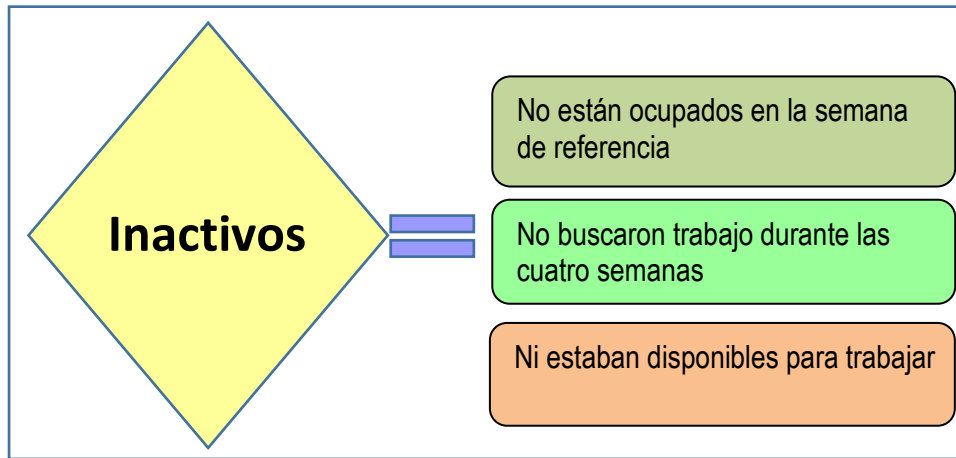 Inactivos
No están ocupados en la semana
de referencia
No buscaron trabajo durante las
cuatro semanas
Ni estaban disponibles para trabajar